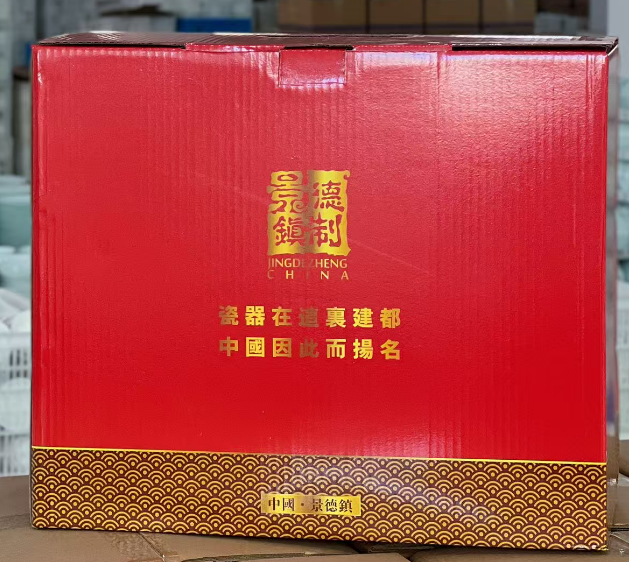 景德
鎮制
JINGDEZHENG
CHINA
瓷器在這裏建都
中國因此而揚名
中國·景德鎮